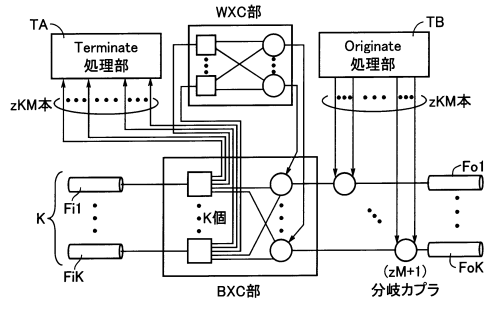 WXC部
TA
TB
Terminate
処理部
Originate
処理部
zKM本
zKM本
K
Fi1
FiK
K個
Fo1
FoK
(zM+1)
分岐カプラ
BXC部